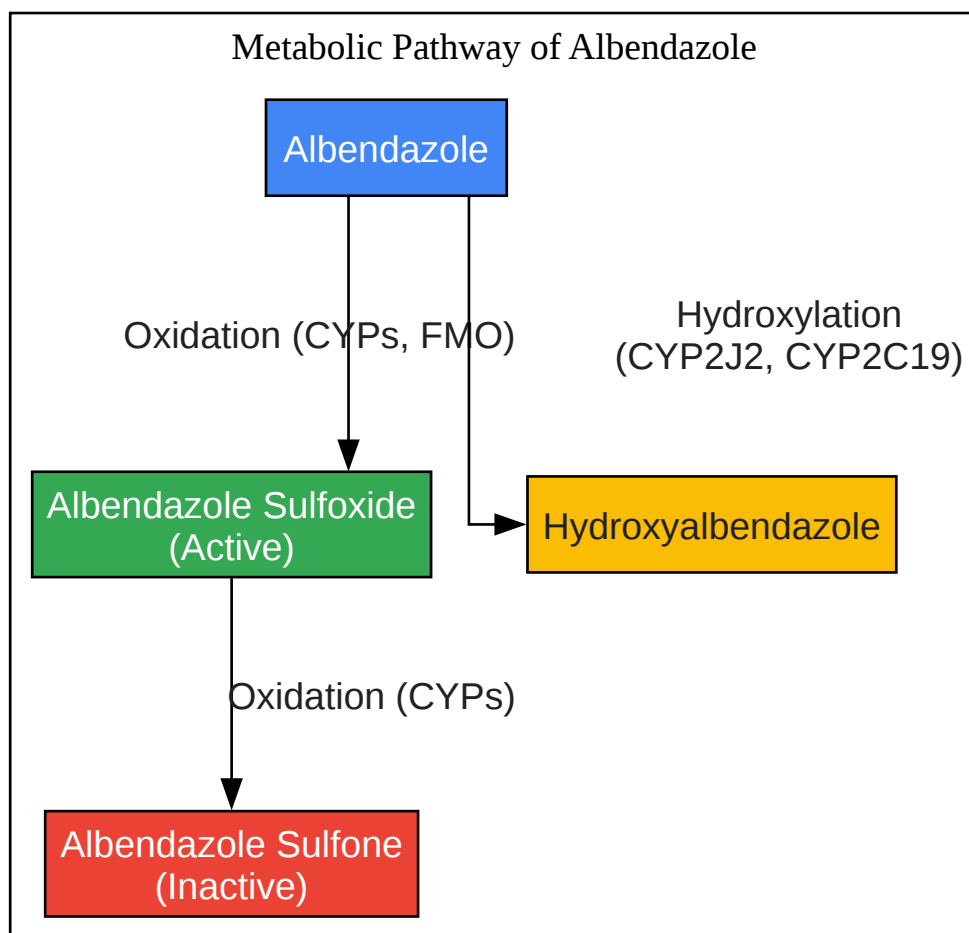 Metabolic Pathway of Albendazole
Albendazole
Oxidation (CYPs, FMO)
Hydroxylation
(CYP2J2, CYP2C19)
Albendazole Sulfoxide
(Active)
Hydroxyalbendazole
Oxidation (CYPs)
Albendazole Sulfone
(Inactive)